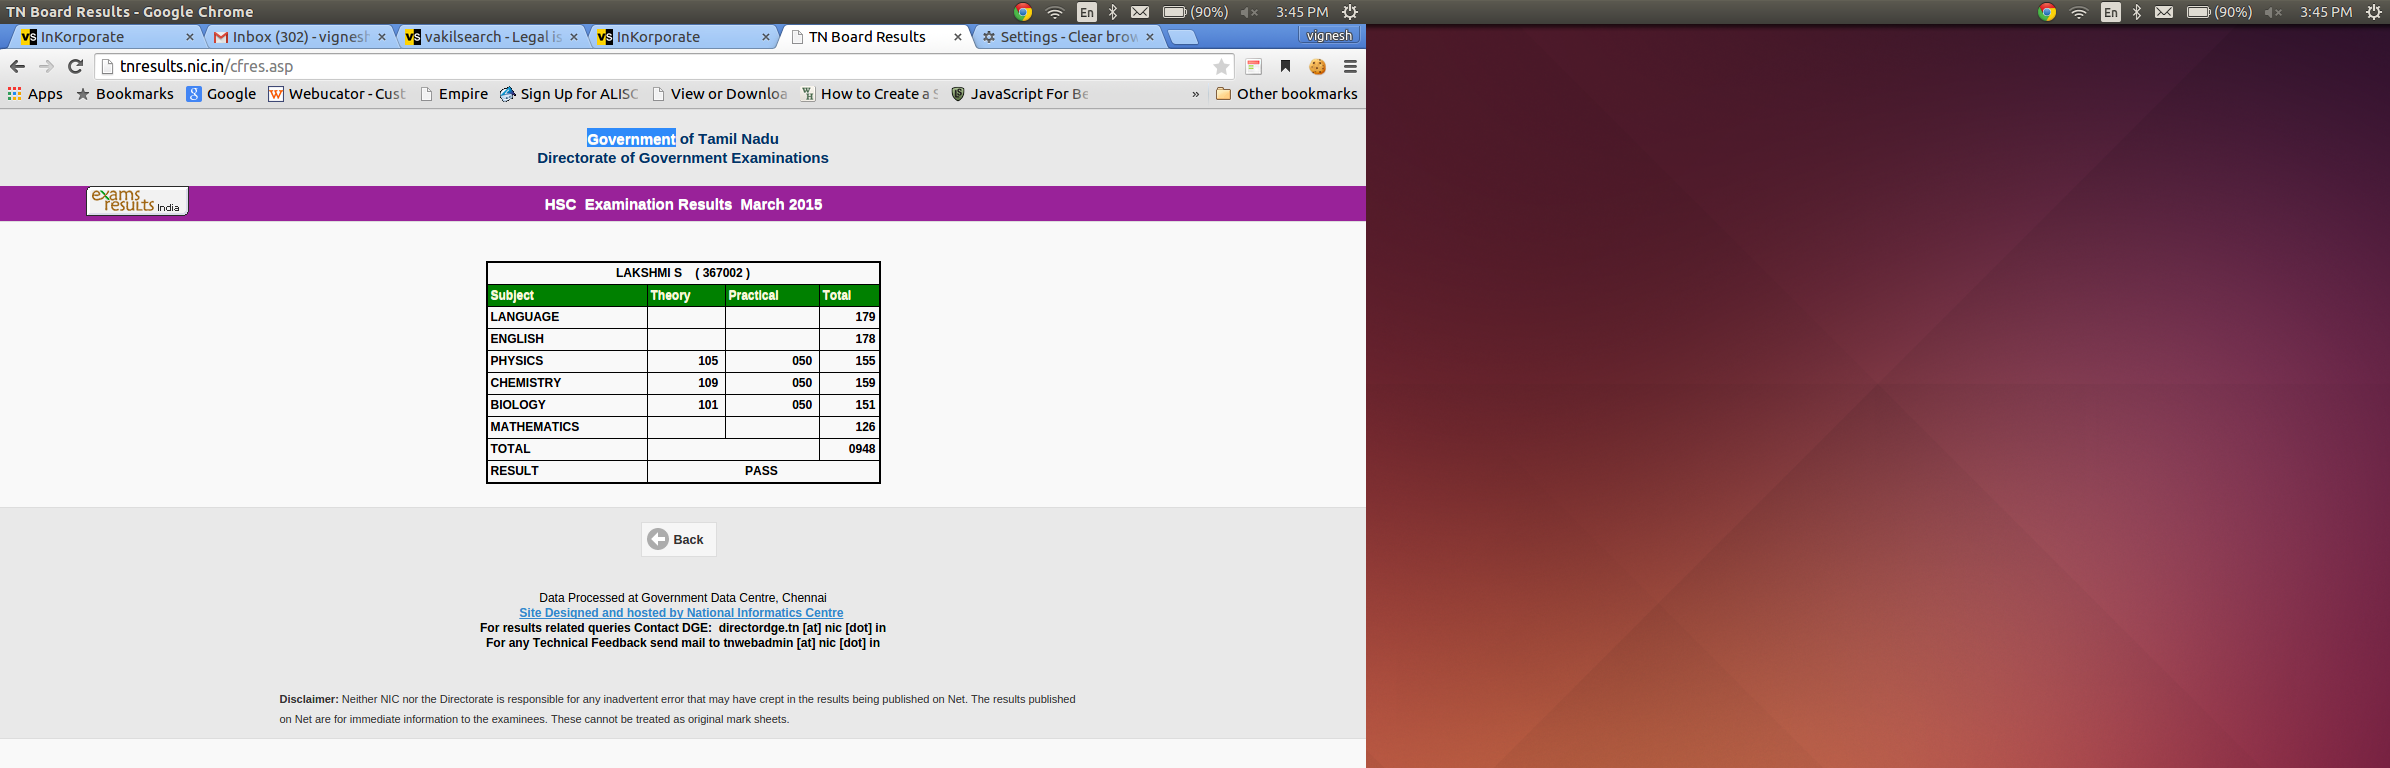 TN Board Results - Google Chrome
En (90%) 3:45 PM
En (90%) 3:45 PM
InKorporate Inbox (302) - vignesh vakilsearch - Legal is InKorporate TN Board Results Settings - Clear brow vignesh
tnresults.nic.in/cfres.asp
Apps Bookmarks Google Webucator - Cust Empire Sign Up for ALISC View or Downloa How to Create a S JavaScript For Be » Other bookmarks
Government of Tamil Nadu
Directorate of Government Examinations
exams results India
HSC Examination Results March 2015
LAKSHMI S ( 367002 )
Subject Theory Practical Total
LANGUAGE 179
ENGLISH 178
PHYSICS 105 050 155
CHEMISTRY 109 050 159
BIOLOGY 101 050 151
MATHEMATICS 126
TOTAL 0948
RESULT PASS
Back
Data Processed at Government Data Centre, Chennai
Site Designed and hosted by National Informatics Centre
For results related queries Contact DGE: directordge.tn [at] nic [dot] in
For any Technical Feedback send mail to tnwebadmin [at] nic [dot] in
Disclaimer: Neither NIC nor the Directorate is responsible for any inadvertent error that may have crept in the results being published on Net. The results published
on Net are for immediate information to the examinees. These cannot be treated as original mark sheets.